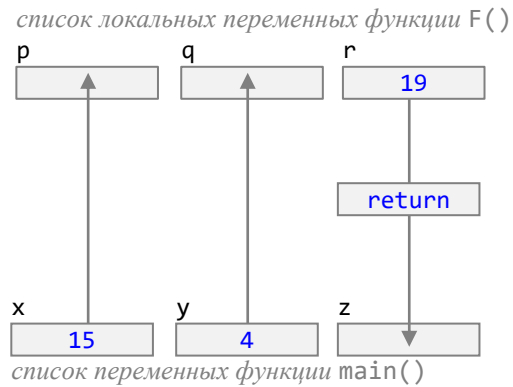 список локальных переменных функции F()
p q r
19
return
x y z
15 4
список переменных функции main()